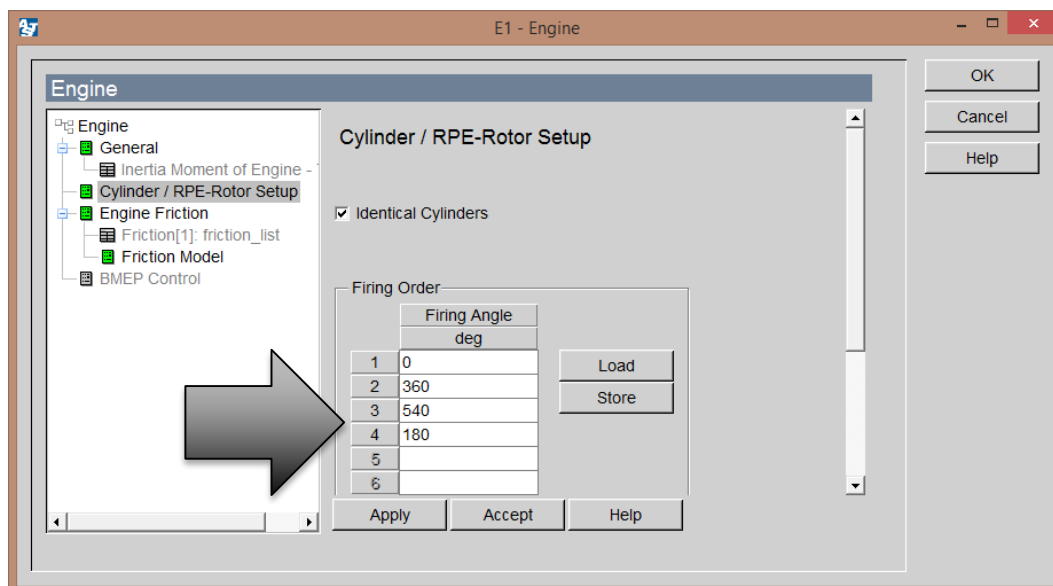 E1 - Engine
OK
Cancel
Help
Engine
Engine
General
Inertia Moment of Engine -
Cylinder / RPE-Rotor Setup
Engine Friction
Friction[1]: friction_list
Friction Model
BMEP Control
Cylinder / RPE-Rotor Setup
Identical Cylinders
Firing Order
Firing Angle
deg
1 0
2 360
3 540
4 180
5
6
Load
Store
Apply Accept Help